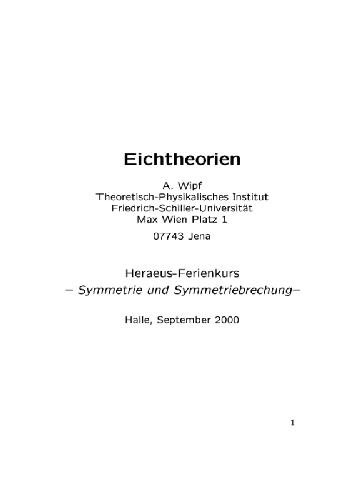 Eichtheorien
A. Wipf
Theoretisch-Physikalisches Institut
Friedrich-Schiller-Universität
Max Wien Platz 1
07743 Jena
Heraeus-Ferienkurs
– Symmetrie und Symmetriebrechung–
Halle, September 2000
1